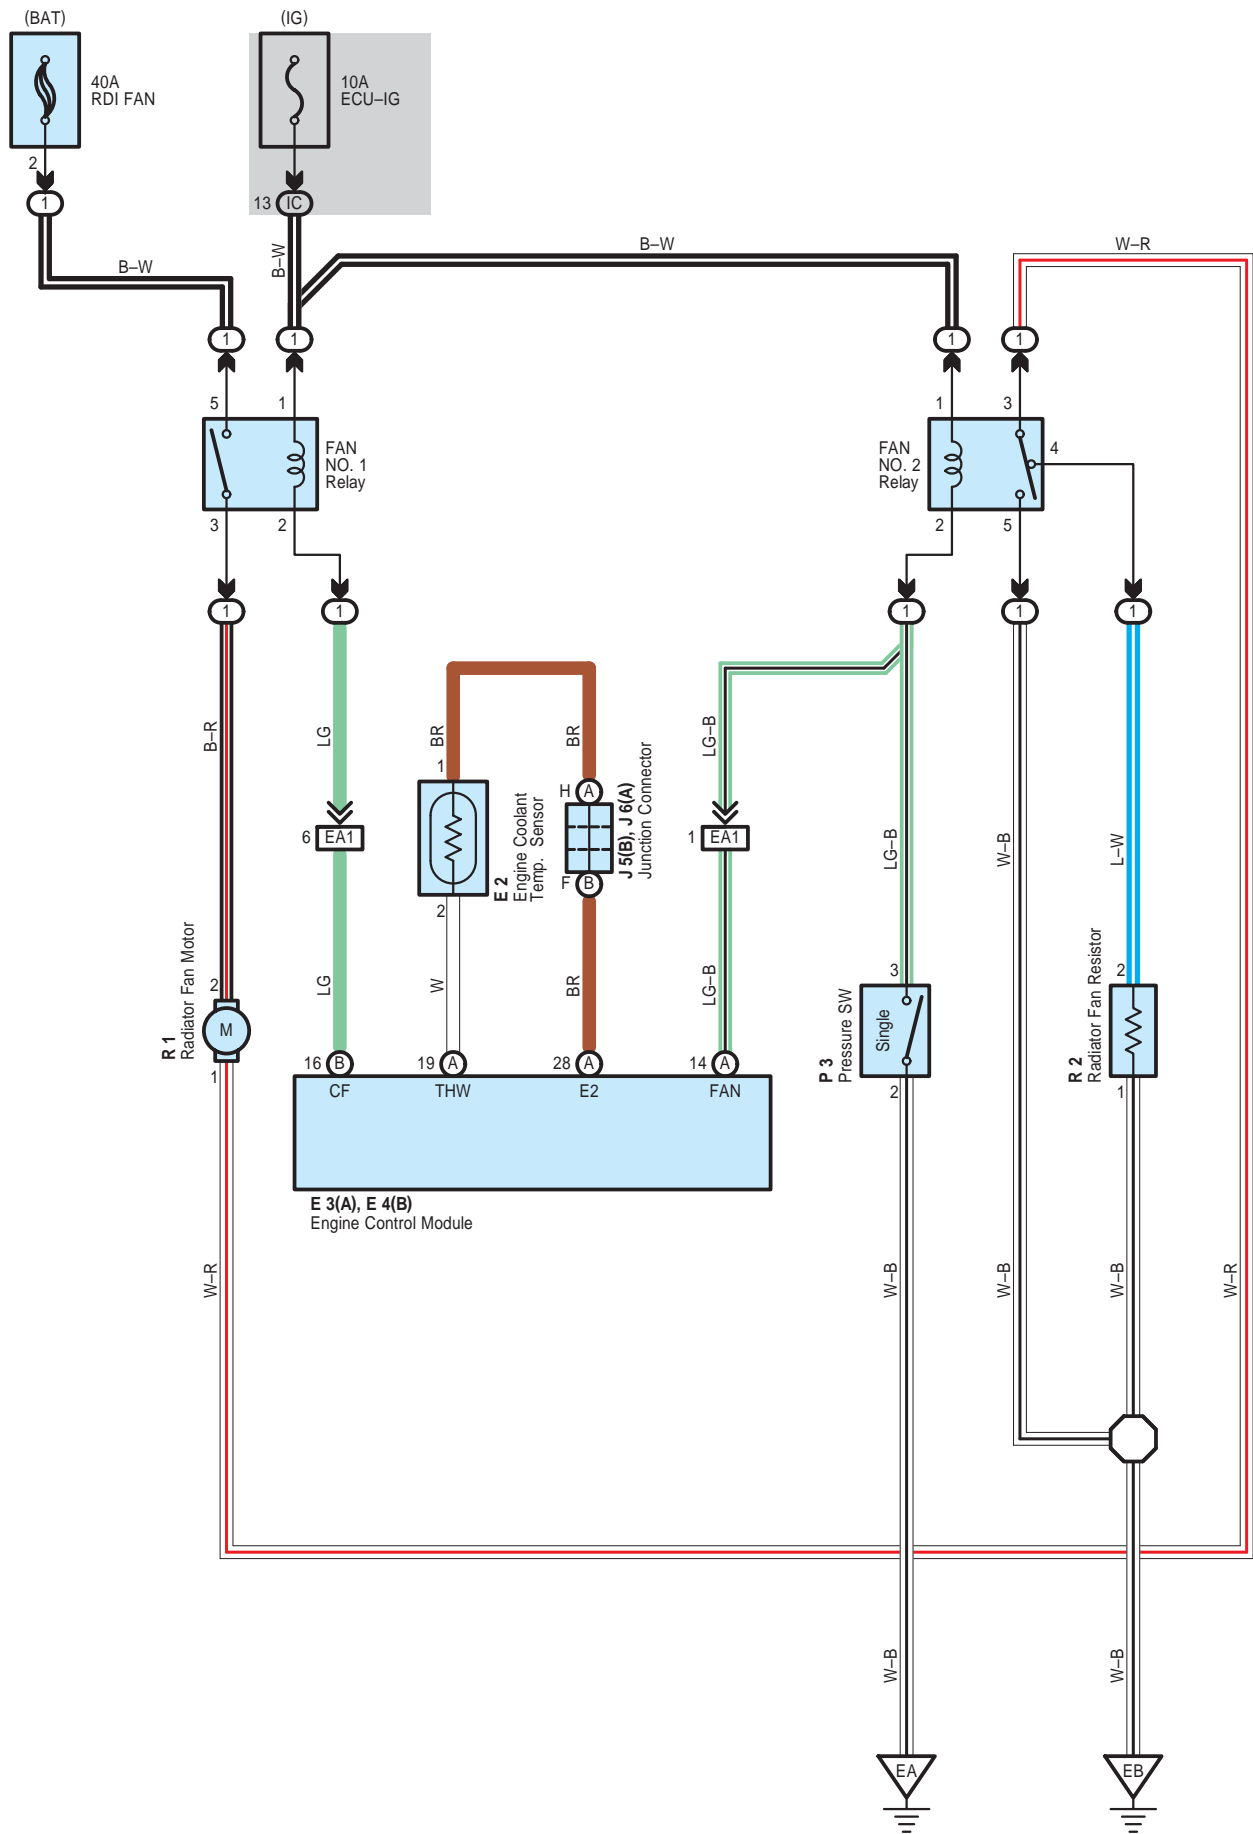 (BAT)
(IG)
40A
RDI FAN
10A
ECU–IG
2
1
13
IC
B–W
B–W
B–W
W–R
1
1
1
1
5
1
1
3
FAN
NO. 1
Relay
FAN
NO. 2
Relay
4
3
2
2
5
1
1
1
1
1
B–R
LG
BR
BR
LG–B
LG–B
W–B
L–W
1
H
A
6
EA1
1
EA1
E 2
Engine Coolant
Temp. Sensor
J 5(B), J 6(A)
Junction Connector
F
B
2
R 1
Radiator Fan Motor
2
M
1
LG
W
BR
LG–B
3
P 3
Pressure SW
Single
2
2
R 2
Radiator Fan Resistor
1
16
B
19
A
28
A
14
A
CF
THW
E2
FAN
E 3(A), E 4(B)
Engine Control Module
W–R
W–B
W–B
W–B
W–R
W–B
W–B
EA
EB